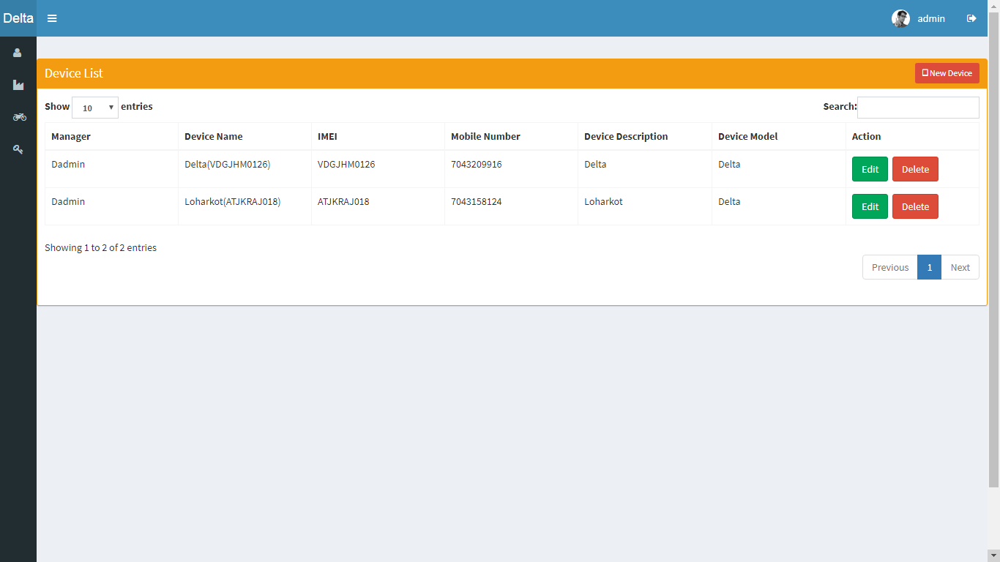 Delta admin
Device List New Device
Show 10 entries Search:
Manager Device Name IMEI Mobile Number Device Description Device Model Action
Dadmin Delta(VDGJHM0126) VDGJHM0126 7043209916 Delta Delta Edit Delete
Dadmin Loharkot(ATJKRAJ018) ATJKRAJ018 7043158124 Loharkot Delta Edit Delete
Showing 1 to 2 of 2 entries
Previous 1 Next